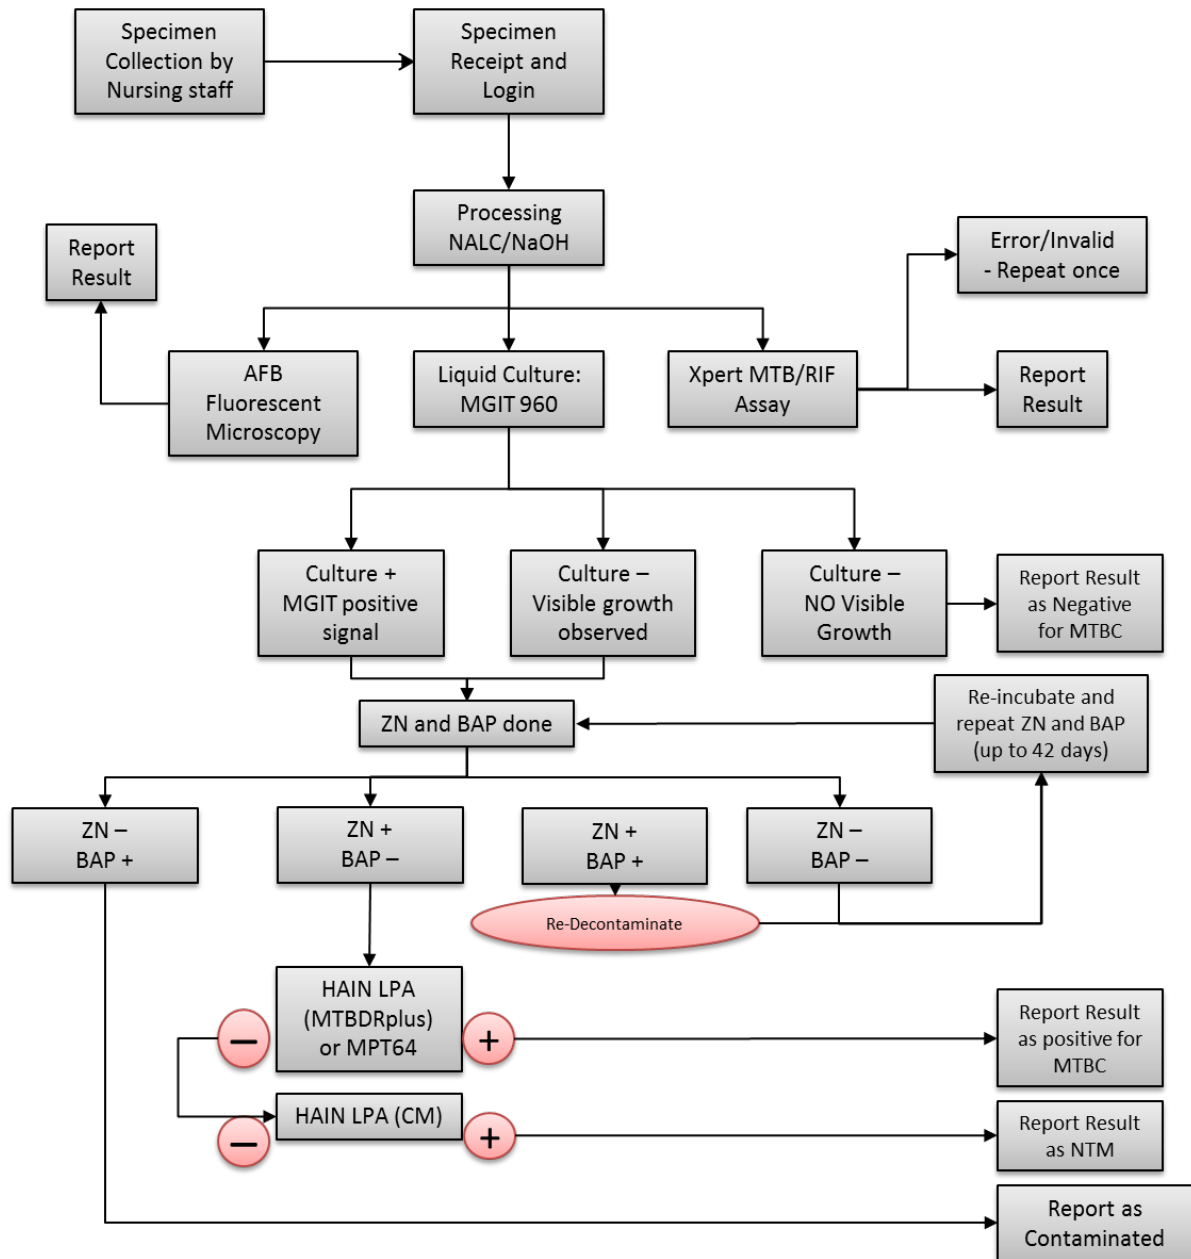 Specimen
Collection by
Nursing staff
Specimen
Receipt and
Login
Processing
NALC/NaOH
Report
Result
Error/Invalid
- Repeat once
AFB
Fluorescent
Microscopy
Liquid Culture:
MGIT 960
Xpert MTB/RIF
Assay
Report
Result
Culture +
MGIT positive
signal
Culture –
Visible growth
observed
Culture –
NO Visible
Growth
Report Result
as Negative
for MTBC
ZN and BAP done
Re-incubate and
repeat ZN and BAP
(up to 42 days)
ZN –
BAP +
ZN +
BAP –
ZN +
BAP +
ZN –
BAP –
Re-Decontaminate
HAIN LPA
(MTBDRplus)
or MPT64
–
+
Report Result
as positive for
MTBC
HAIN LPA (CM)
–
+
Report Result
as NTM
Report as
Contaminated